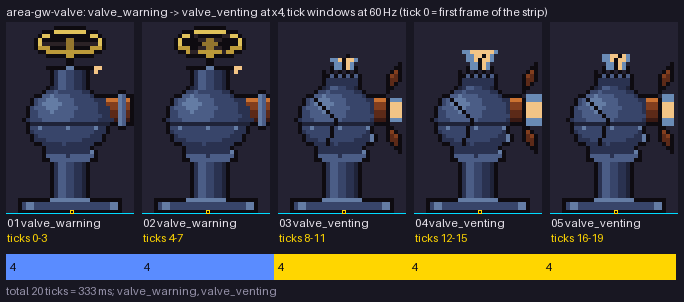 area-gw-valve: valve_warning -> valve_venting at x4, tick windows at 60 Hz (tick 0 = first frame of the strip)
01 valve_warning 02 valve_warning 03 valve_venting 04 valve_venting 05 valve_venting
ticks 0-3 ticks 4-7 ticks 8-11 ticks 12-15 ticks 16-19
4 4 4 4 4
total 20 ticks = 333 ms; valve_warning, valve_venting